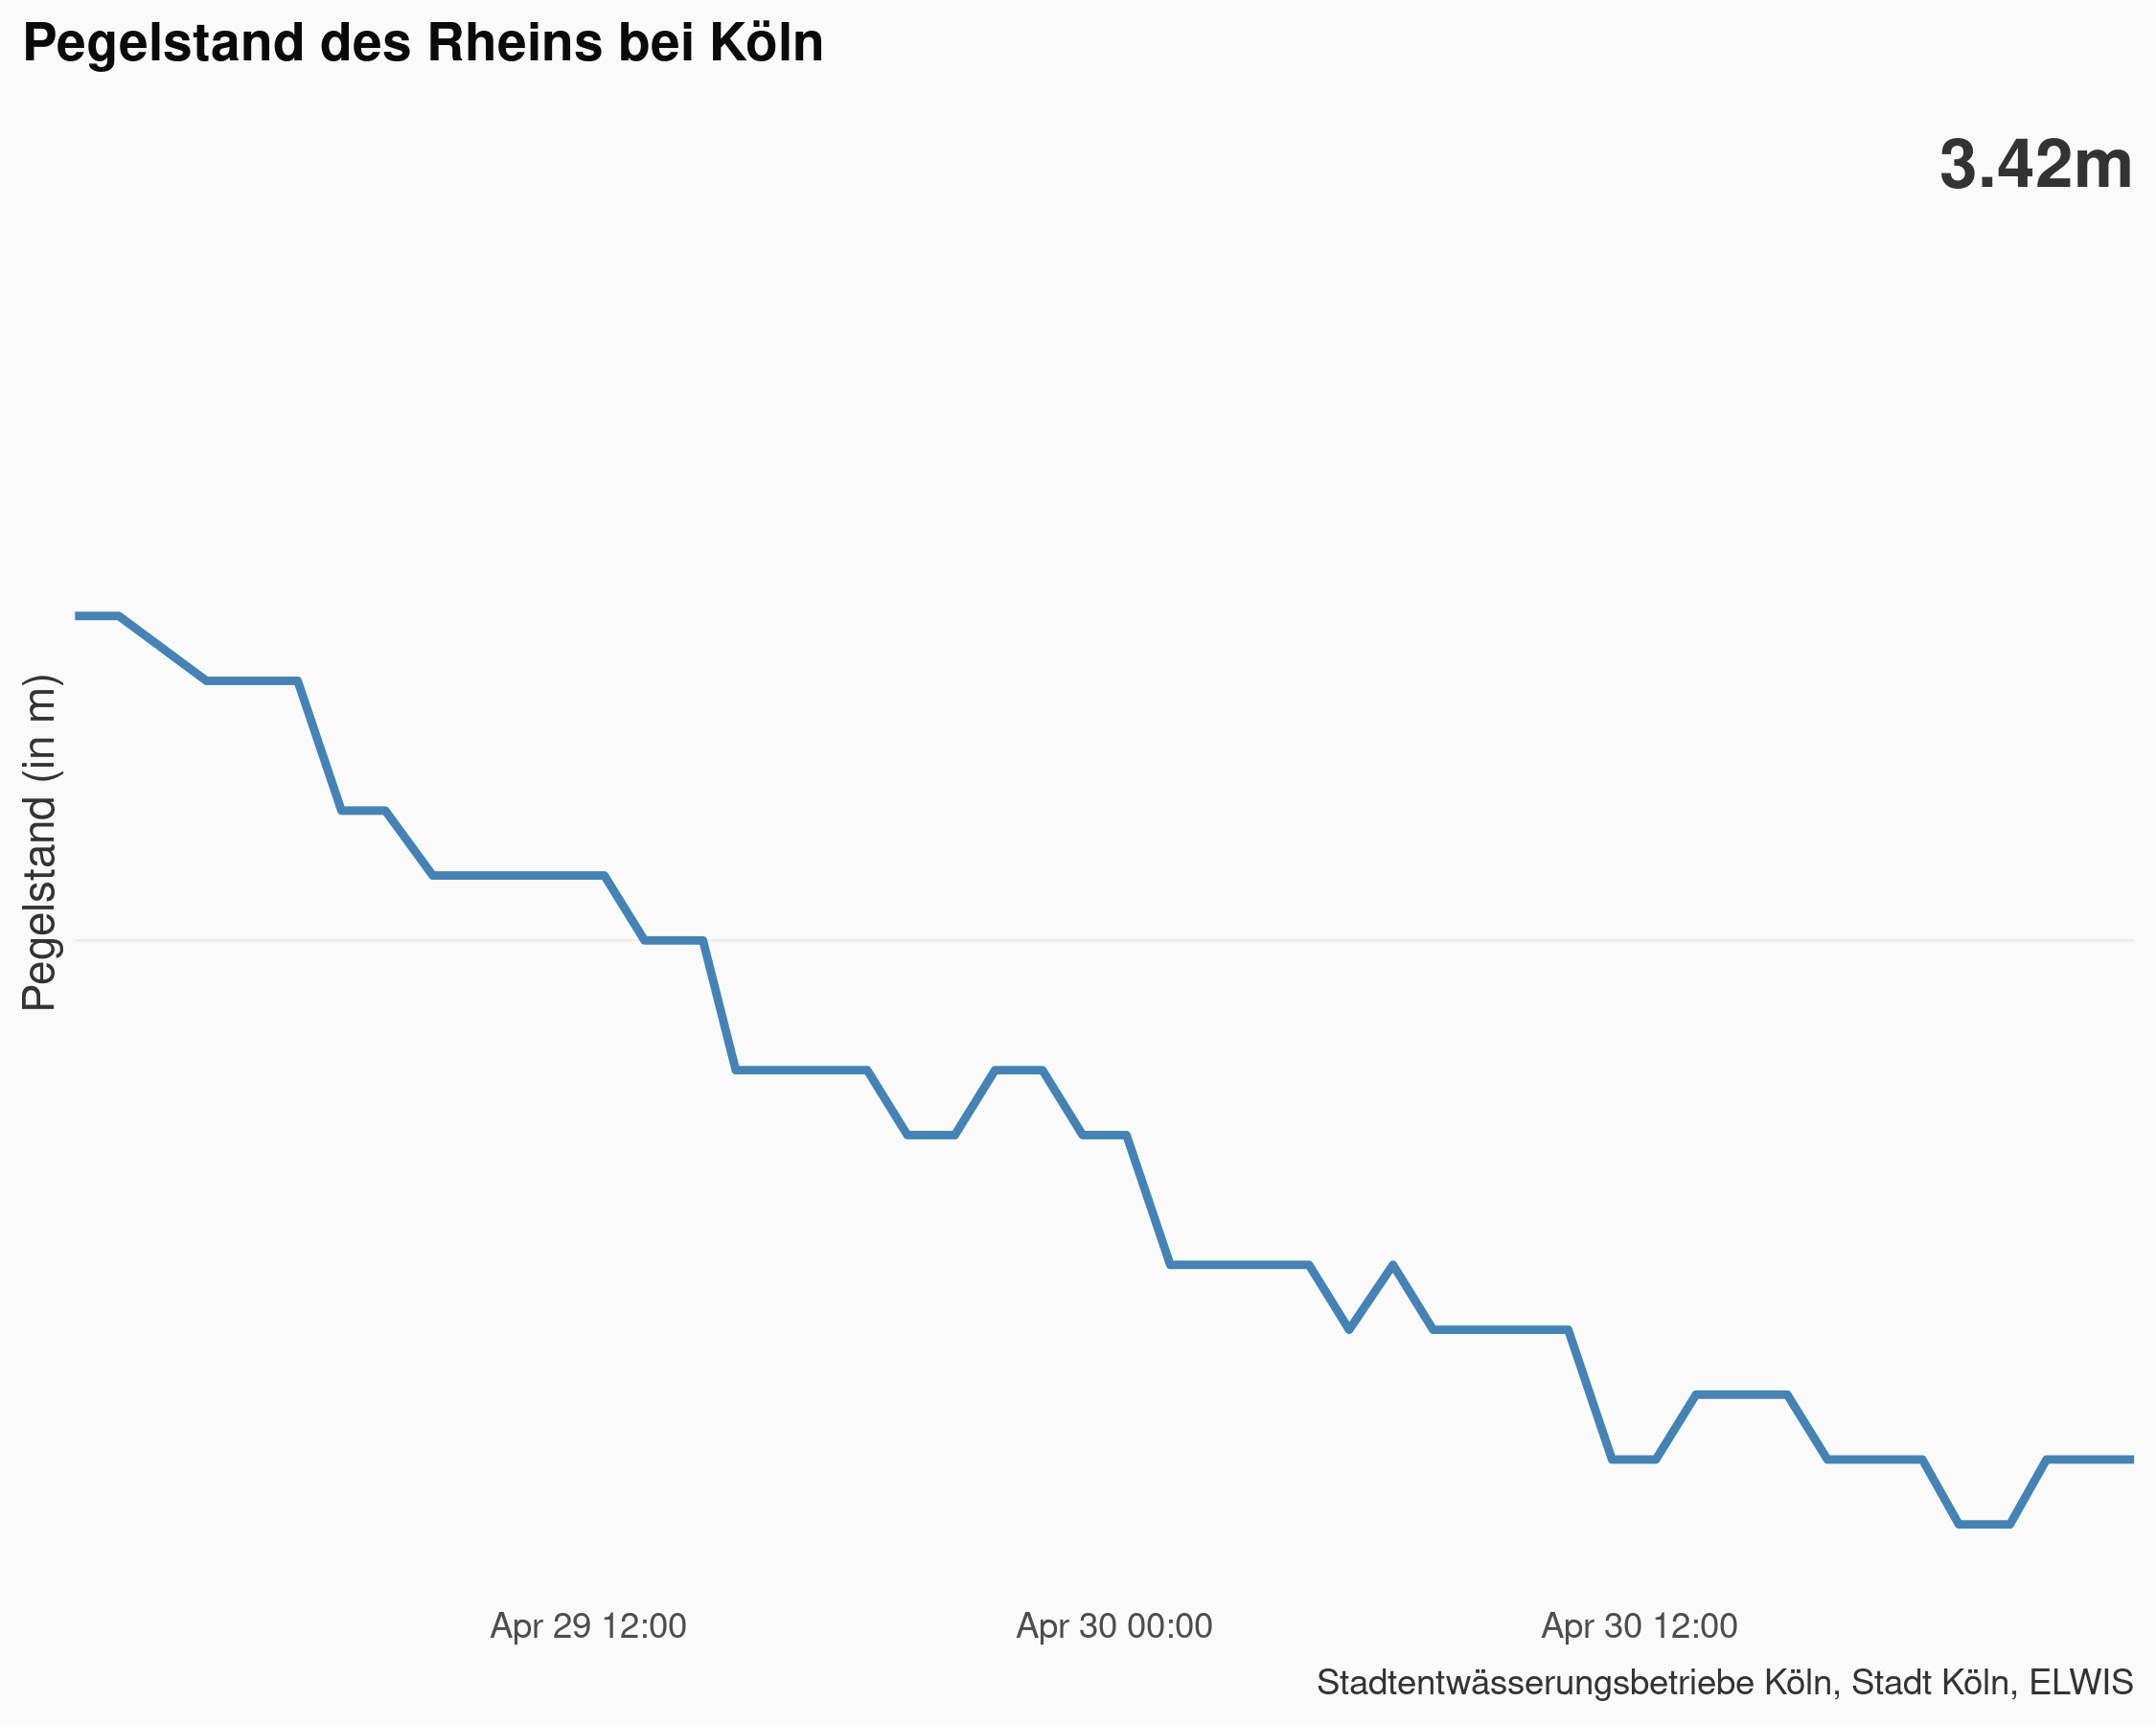 Pegelstand des Rheins bei Köln
3.42m
Pegelstand (in m)
Apr 29 12:00
Apr 30 00:00
Apr 30 12:00
Stadtentwässerungsbetriebe Köln, Stadt Köln, ELWIS